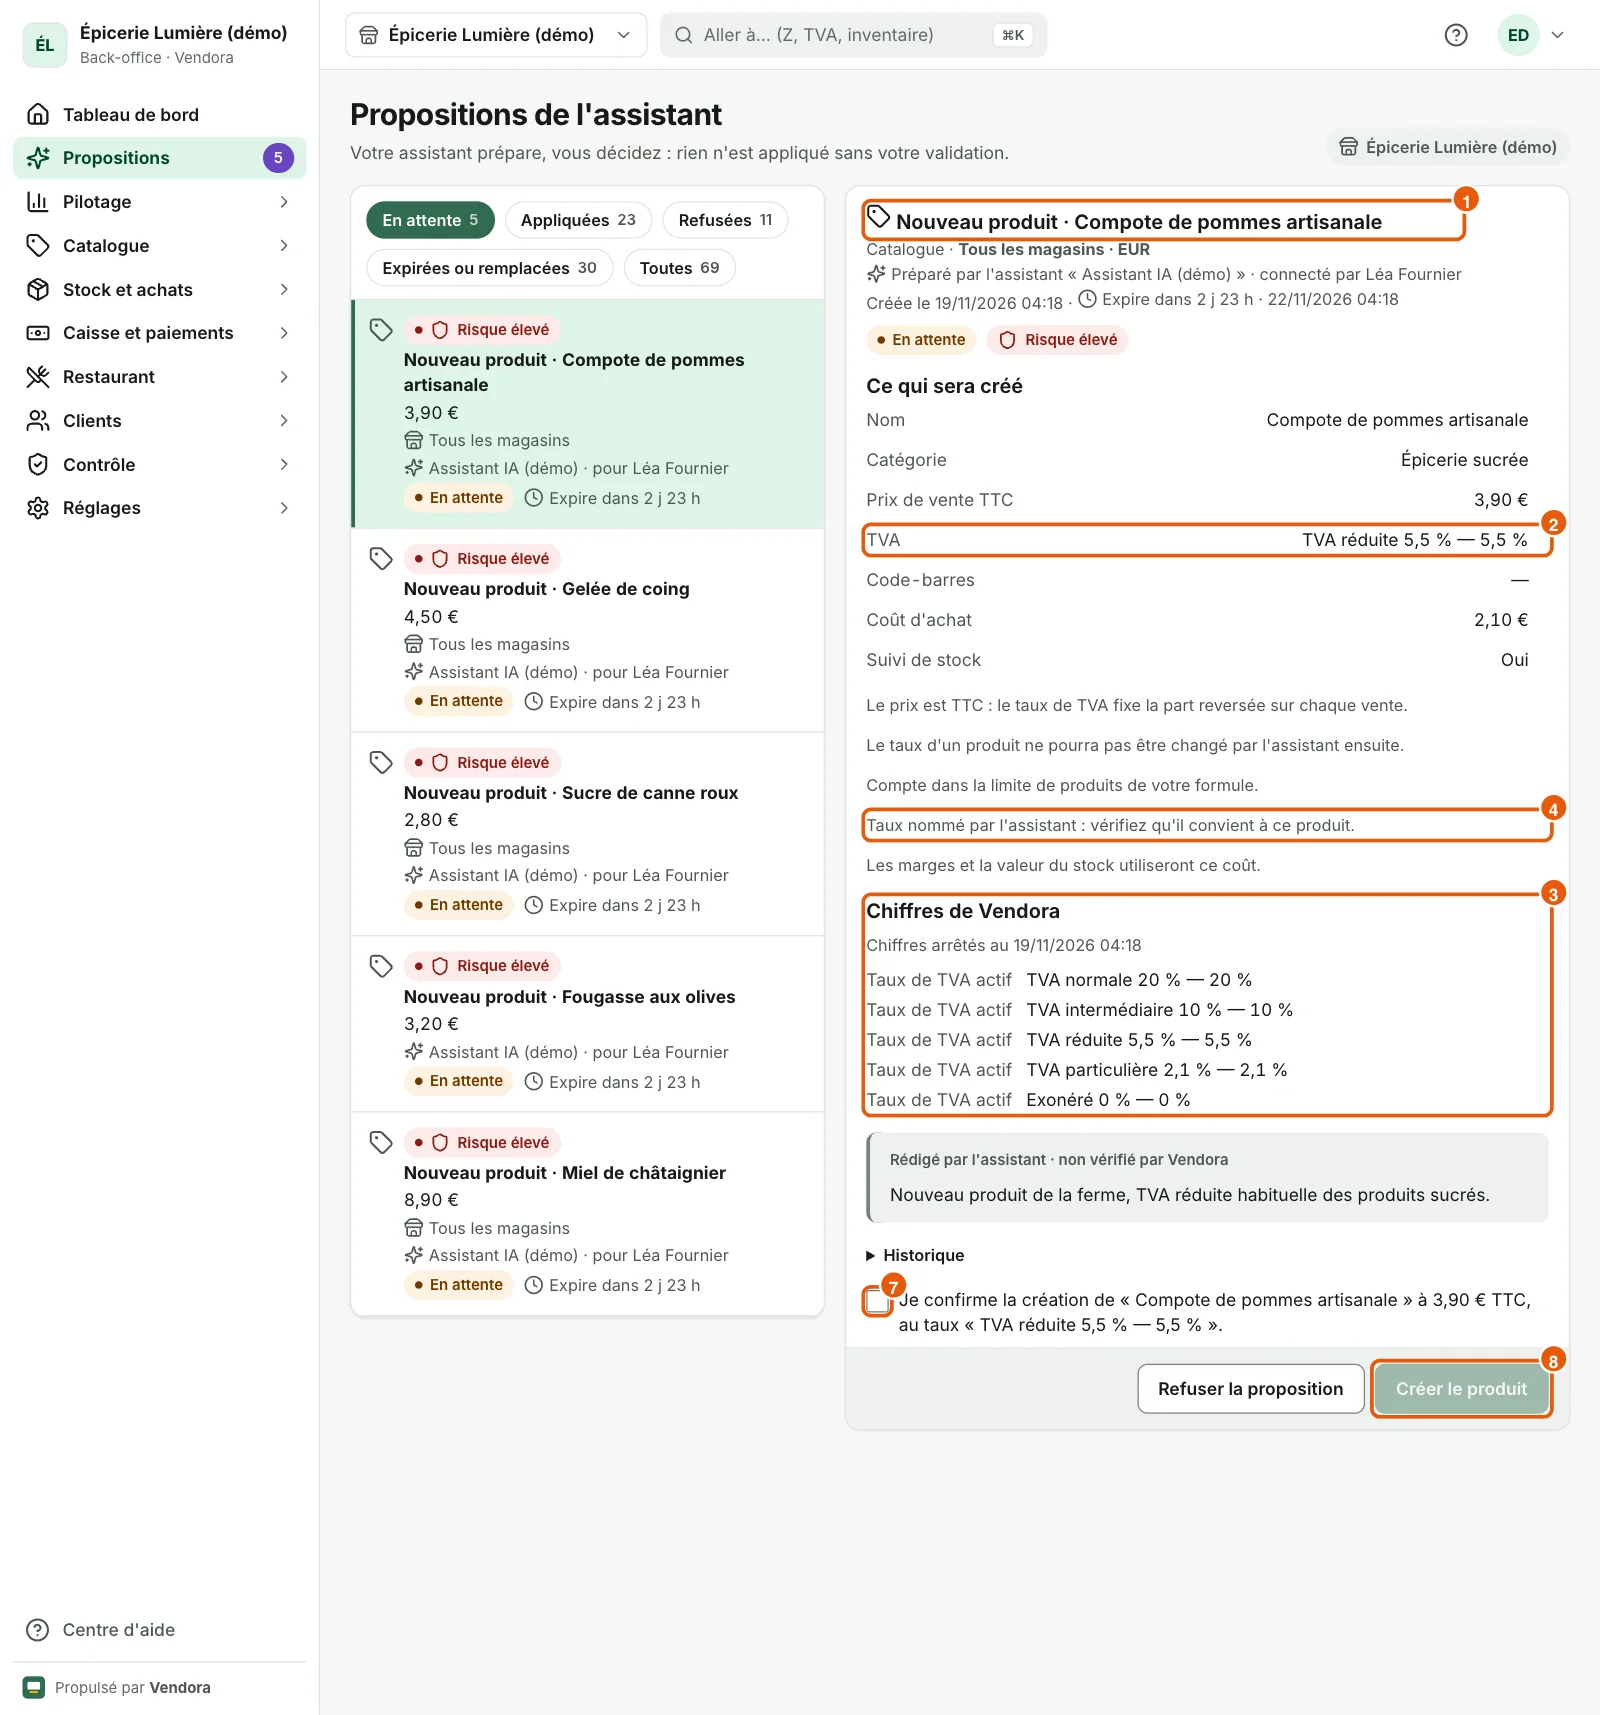 ÉL
Épicerie Lumière (démo)
Back-office · Vendora
Tableau de bord
Propositions
5
Pilotage
Catalogue
Stock et achats
Caisse et paiements
Restaurant
Clients
Contrôle
Réglages
Centre d'aide
Propulsé par Vendora
Épicerie Lumière (démo)
Aller à... (Z, TVA, inventaire)
⌘K
ED
Propositions de l'assistant
Votre assistant prépare, vous décidez : rien n'est appliqué sans votre validation.
Épicerie Lumière (démo)
En attente 5
Appliquées 23
Refusées 11
Expirées ou remplacées 30
Toutes 69
Risque élevé
Nouveau produit · Compote de pommes
artisanale
3,90 €
Tous les magasins
Assistant IA (démo) · pour Léa Fournier
En attente
Expire dans 2 j 23 h
Risque élevé
Nouveau produit · Gelée de coing
4,50 €
Tous les magasins
Assistant IA (démo) · pour Léa Fournier
En attente
Expire dans 2 j 23 h
Risque élevé
Nouveau produit · Sucre de canne roux
2,80 €
Tous les magasins
Assistant IA (démo) · pour Léa Fournier
En attente
Expire dans 2 j 23 h
Risque élevé
Nouveau produit · Fougasse aux olives
3,20 €
Assistant IA (démo) · pour Léa Fournier
En attente
Expire dans 2 j 23 h
Risque élevé
Nouveau produit · Miel de châtaignier
8,90 €
Tous les magasins
Assistant IA (démo) · pour Léa Fournier
En attente
Expire dans 2 j 23 h
1
Nouveau produit · Compote de pommes artisanale
Catalogue · Tous les magasins · EUR
Préparé par l'assistant « Assistant IA (démo) » · connecté par Léa Fournier
Créée le 19/11/2026 04:18 · Expire dans 2 j 23 h · 22/11/2026 04:18
En attente
Risque élevé
Ce qui sera créé
Nom Compote de pommes artisanale
Catégorie Épicerie sucrée
Prix de vente TTC 3,90 €
2
TVA TVA réduite 5,5 % — 5,5 %
Code-barres —
Coût d'achat 2,10 €
Suivi de stock Oui
Le prix est TTC : le taux de TVA fixe la part reversée sur chaque vente.
Le taux d'un produit ne pourra pas être changé par l'assistant ensuite.
Compte dans la limite de produits de votre formule.
4
Taux nommé par l'assistant : vérifiez qu'il convient à ce produit.
Les marges et la valeur du stock utiliseront ce coût.
3
Chiffres de Vendora
Chiffres arrêtés au 19/11/2026 04:18
Taux de TVA actif TVA normale 20 % — 20 %
Taux de TVA actif TVA intermédiaire 10 % — 10 %
Taux de TVA actif TVA réduite 5,5 % — 5,5 %
Taux de TVA actif TVA particulière 2,1 % — 2,1 %
Taux de TVA actif Exonéré 0 % — 0 %
Rédigé par l'assistant · non vérifié par Vendora
Nouveau produit de la ferme, TVA réduite habituelle des produits sucrés.
Historique
7
Je confirme la création de « Compote de pommes artisanale » à 3,90 € TTC,
au taux « TVA réduite 5,5 % — 5,5 % ».
8
Refuser la proposition
Créer le produit